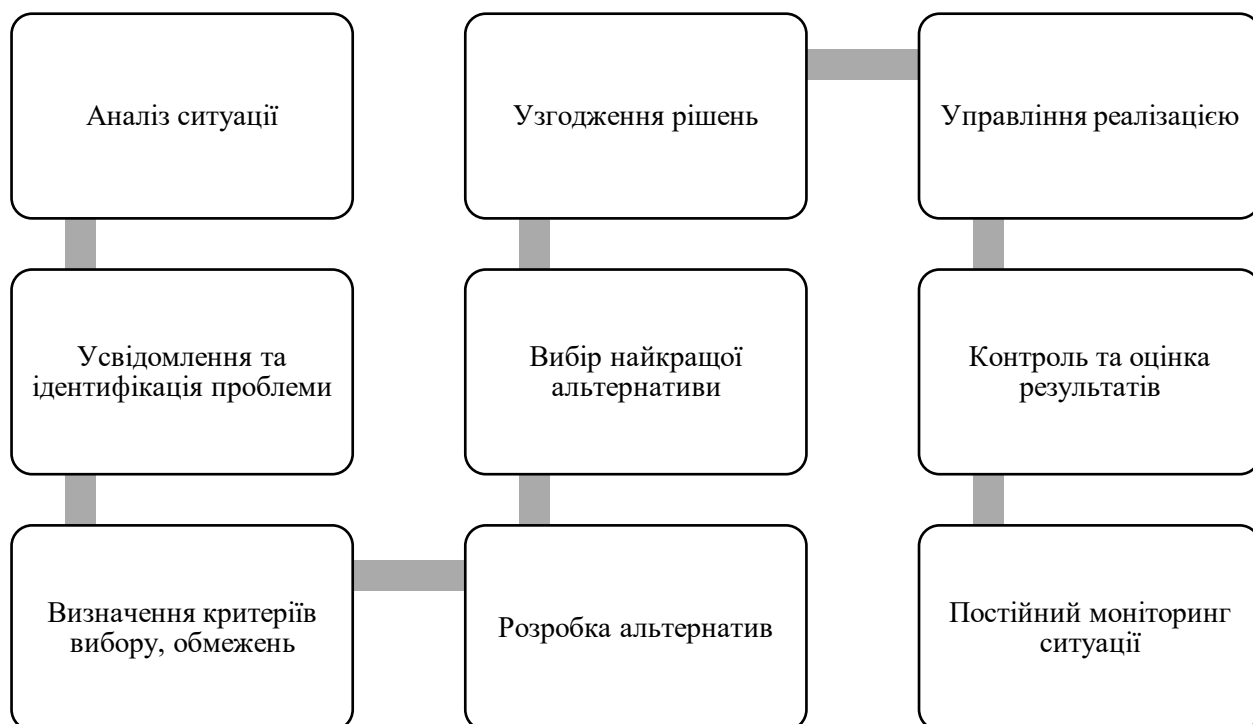 Аналіз ситуації
Усвідомлення та
ідентифікація проблеми
Визначення критеріїв
вибору, обмежень
Розробка альтернатив
Вибір найкращої
альтернативи
Узгодження рішень
Управління реалізацією
Контроль та оцінка
результатів
Постійний моніторинг
ситуації